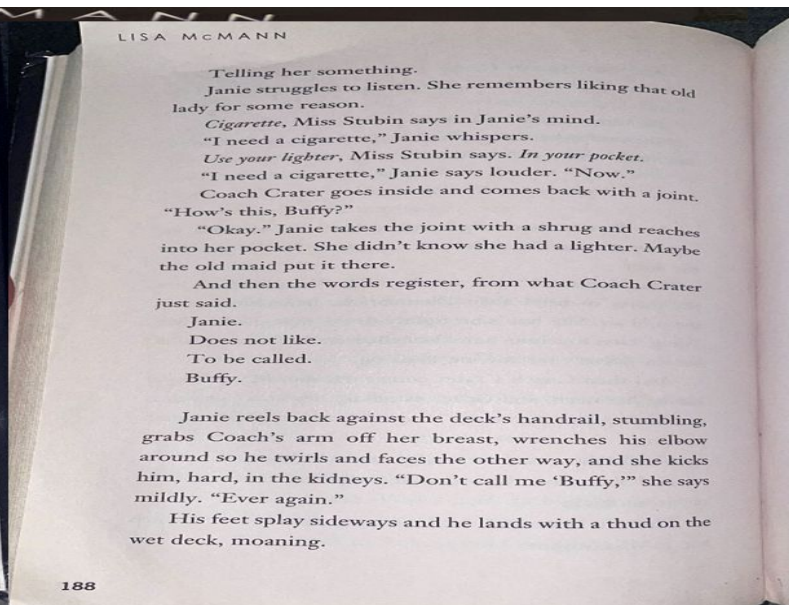 LISA McMANN
Telling her something.
Janie struggles to listen. She remembers liking that old
lady for some reason.
Cigarette, Miss Stubin says in Janie's mind.
"I need a cigarette," Janie whispers.
Use your lighter, Miss Stubin says. In your pocket.
"I need a cigarette," Janie says louder. "Now."
Coach Crater goes inside and comes back with a joint.
"How's this, Buffy?"
"Okay." Janie takes the joint with a shrug and reaches
into her pocket. She didn't know she had a lighter. Maybe
the old maid put it there.
And then the words register, from what Coach Crater
just said.
Janie.
Does not like.
To be called.
Buffy.
Janie reels back against the deck's handrail, stumbling,
grabs Coach's arm off her breast, wrenches his elbow
around so he twirls and faces the other way, and she kicks
him, hard, in the kidneys. "Don't call me 'Buffy,'" she says
mildly. "Ever again."
His feet splay sideways and he lands with a thud on the
wet deck, moaning.
188